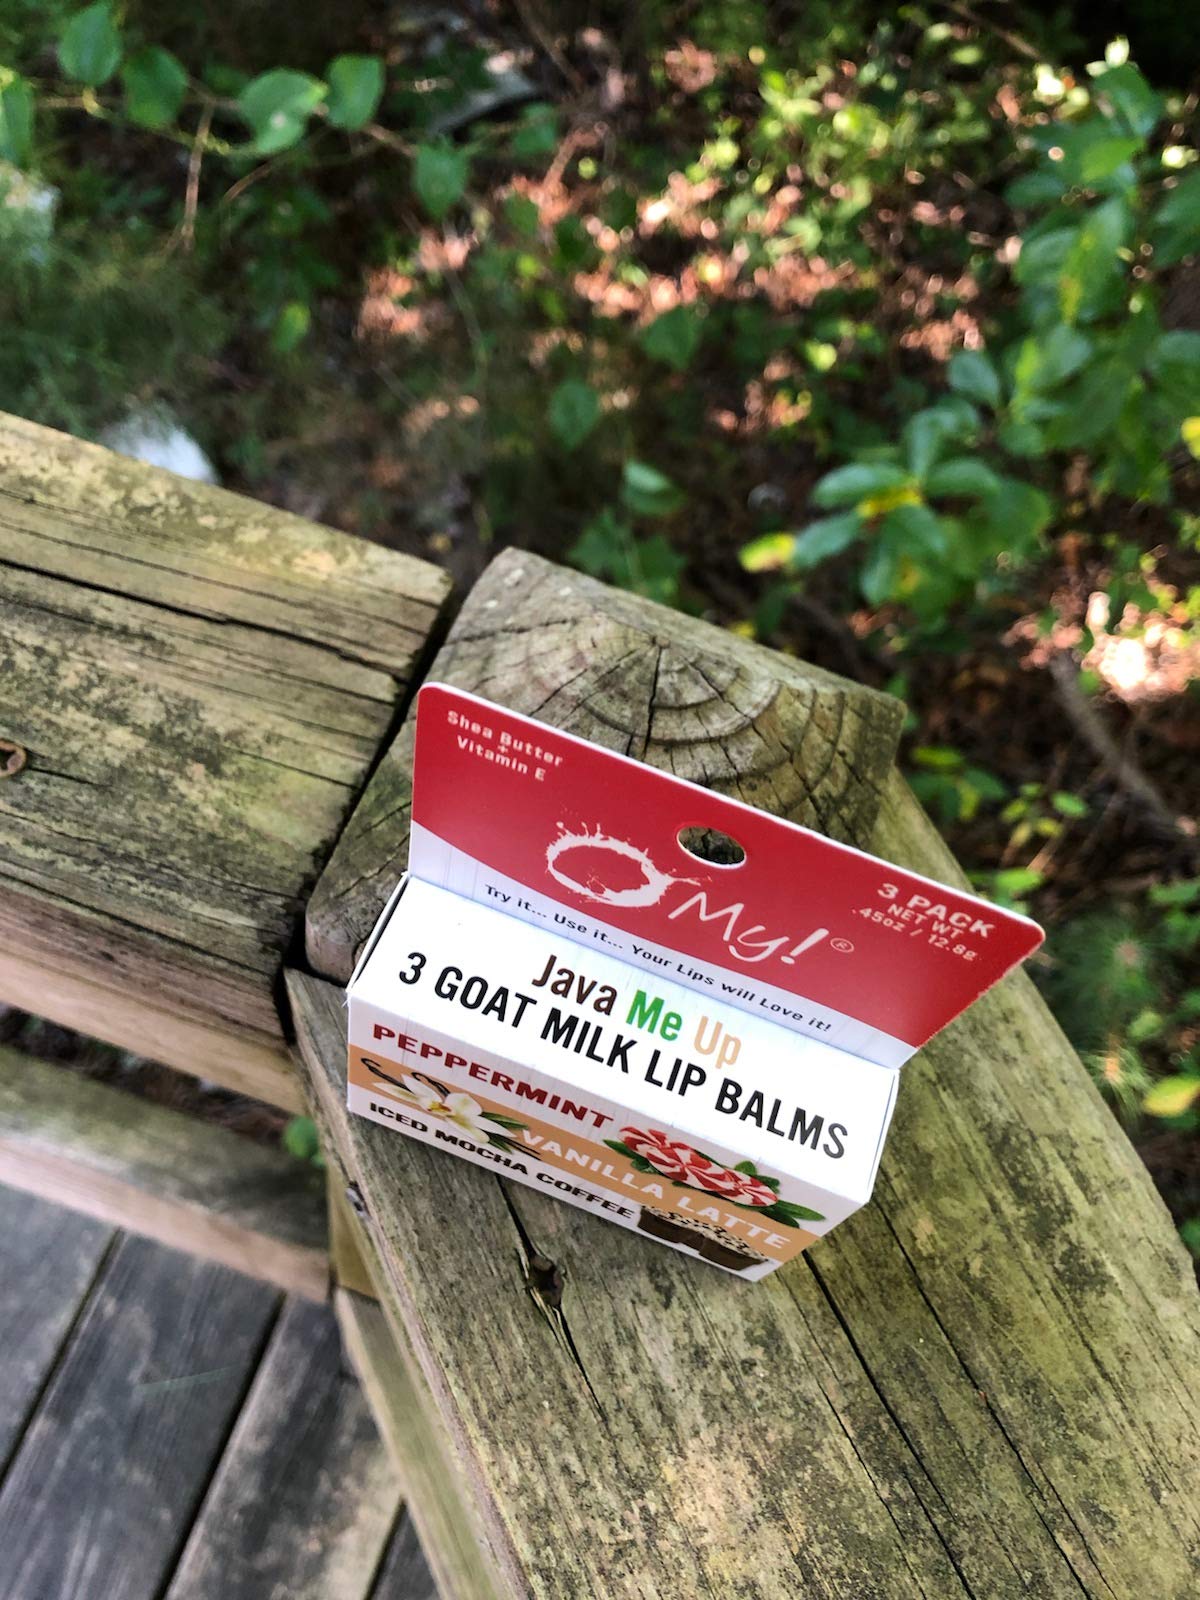 Shea Butter
+
Vitamin E
O'My!®
3 PACK
NET WT
.45oz / 12.8g
Try it... Use it... Your Lips will Love it!
Java Me Up
3 GOAT MILK LIP BALMS
PEPPERMINT
VANILLA LATTE
ICED MOCHA COFFEE